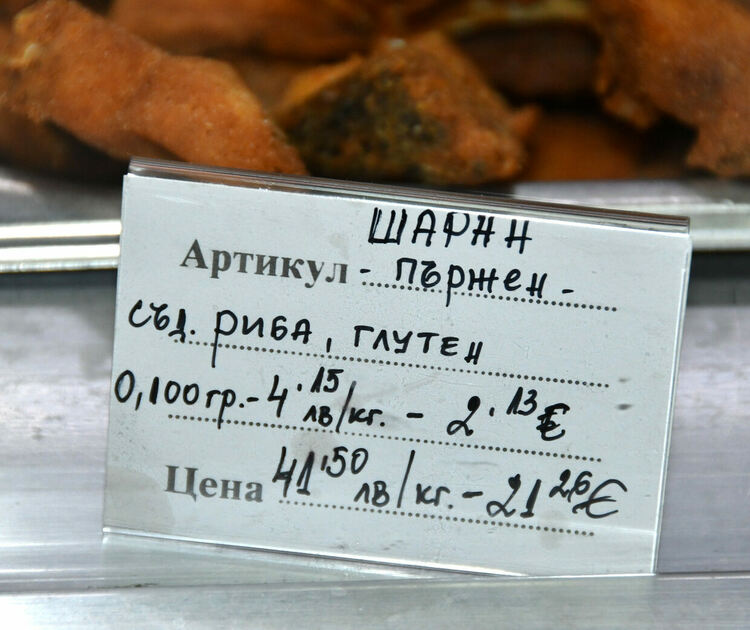 ШАРАН
Артикул - пържен -
съд. РИБА, ГЛУТЕН
0,100гр. - 4.15 лв/кг. - 2.13€
Цена 41.50 лв/кг. - 21 26€